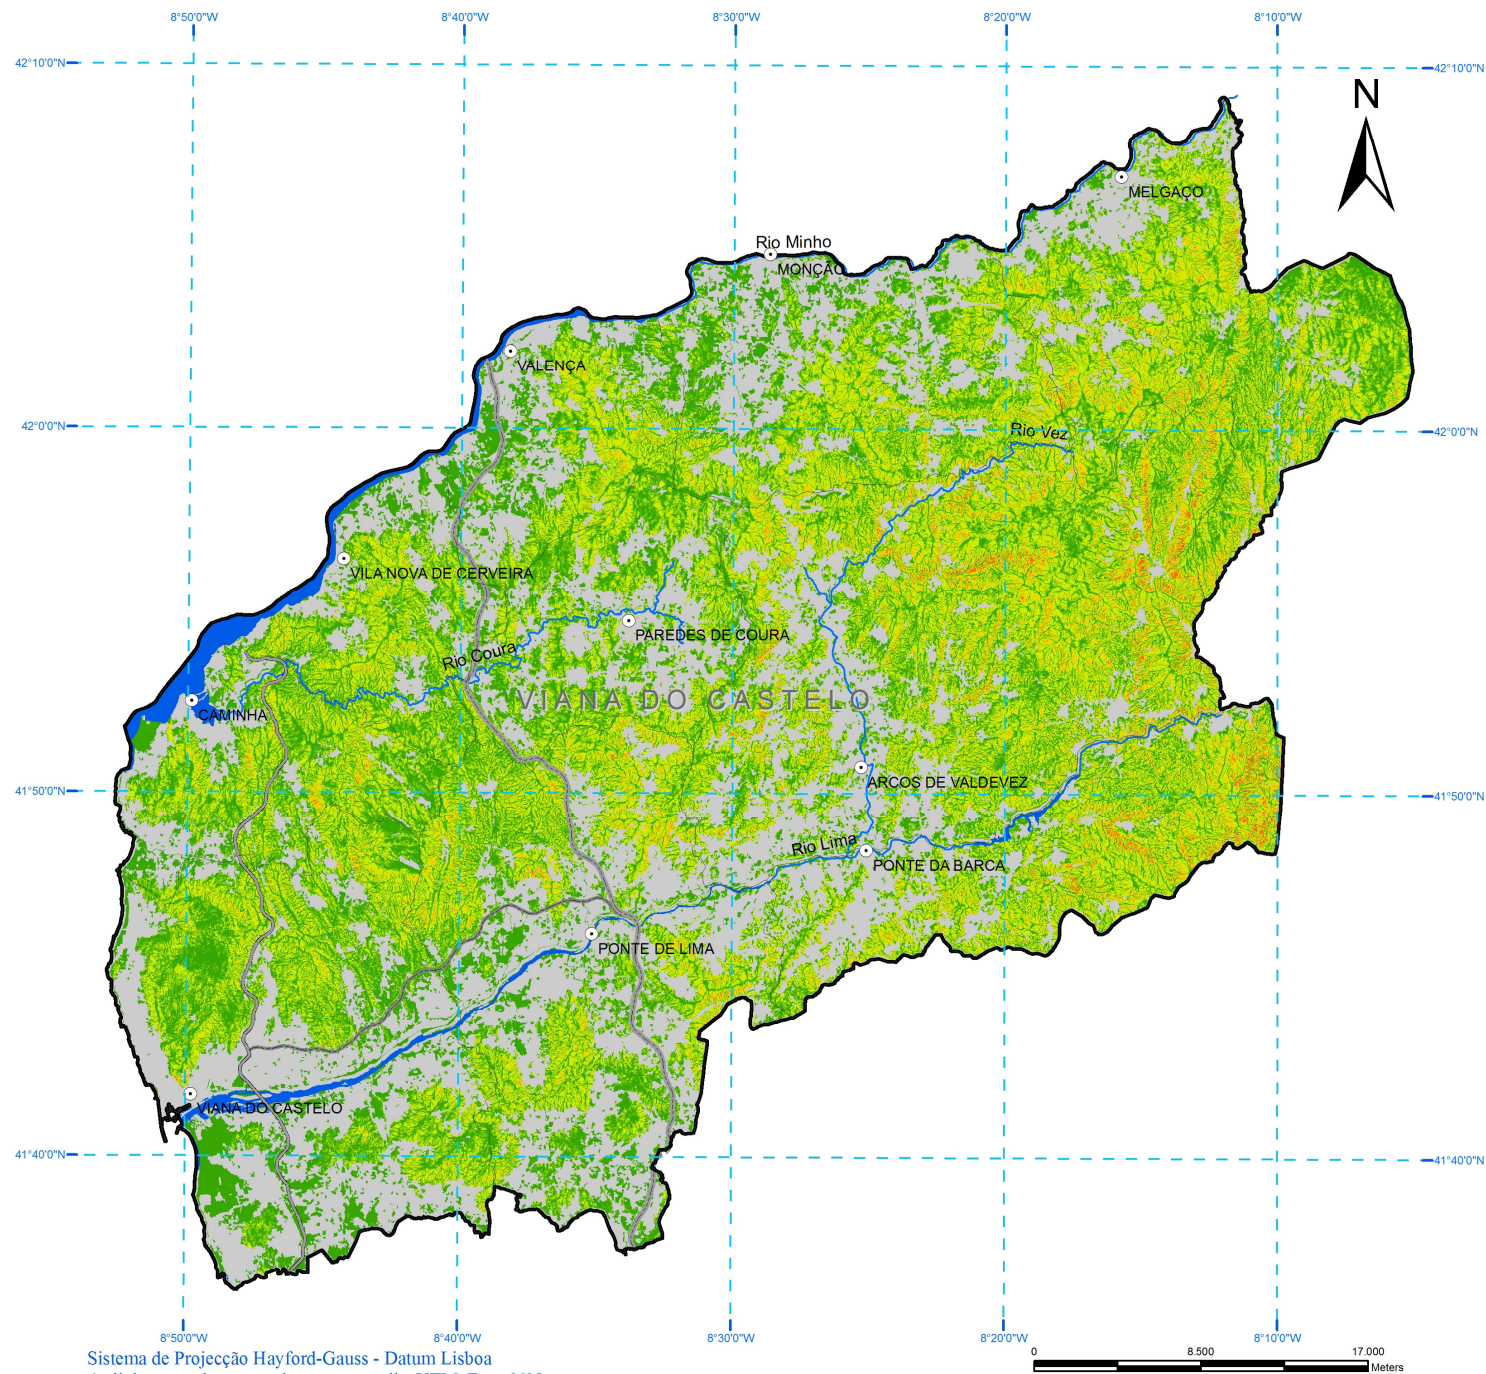 8°50'0"W
8°40'0"W
8°30'0"W
8°20'0"W
8°10'0"W
42°10'0"N
42°10'0"N
N
MELGAÇO
Rio Minho
MONÇÃO
VALENÇA
42°0'0"N
Rio Vez
42°0'0"N
VILA NOVA DE CERVEIRA
PAREDES DE COURA
Rio Coura
VIANA DO CASTELO
CAMINHA
ARCOS DE VALDEVEZ
41°50'0"N
41°50'0"N
Rio Lima
PONTE DA BARCA
PONTE DE LIMA
VIANA DO CASTELO
41°40'0"N
41°40'0"N
8°50'0"W
8°40'0"W
8°30'0"W
8°20'0"W
8°10'0"W
Sistema de Projecção Hayford-Gauss - Datum Lisboa
0
8.500
17.000
Meters